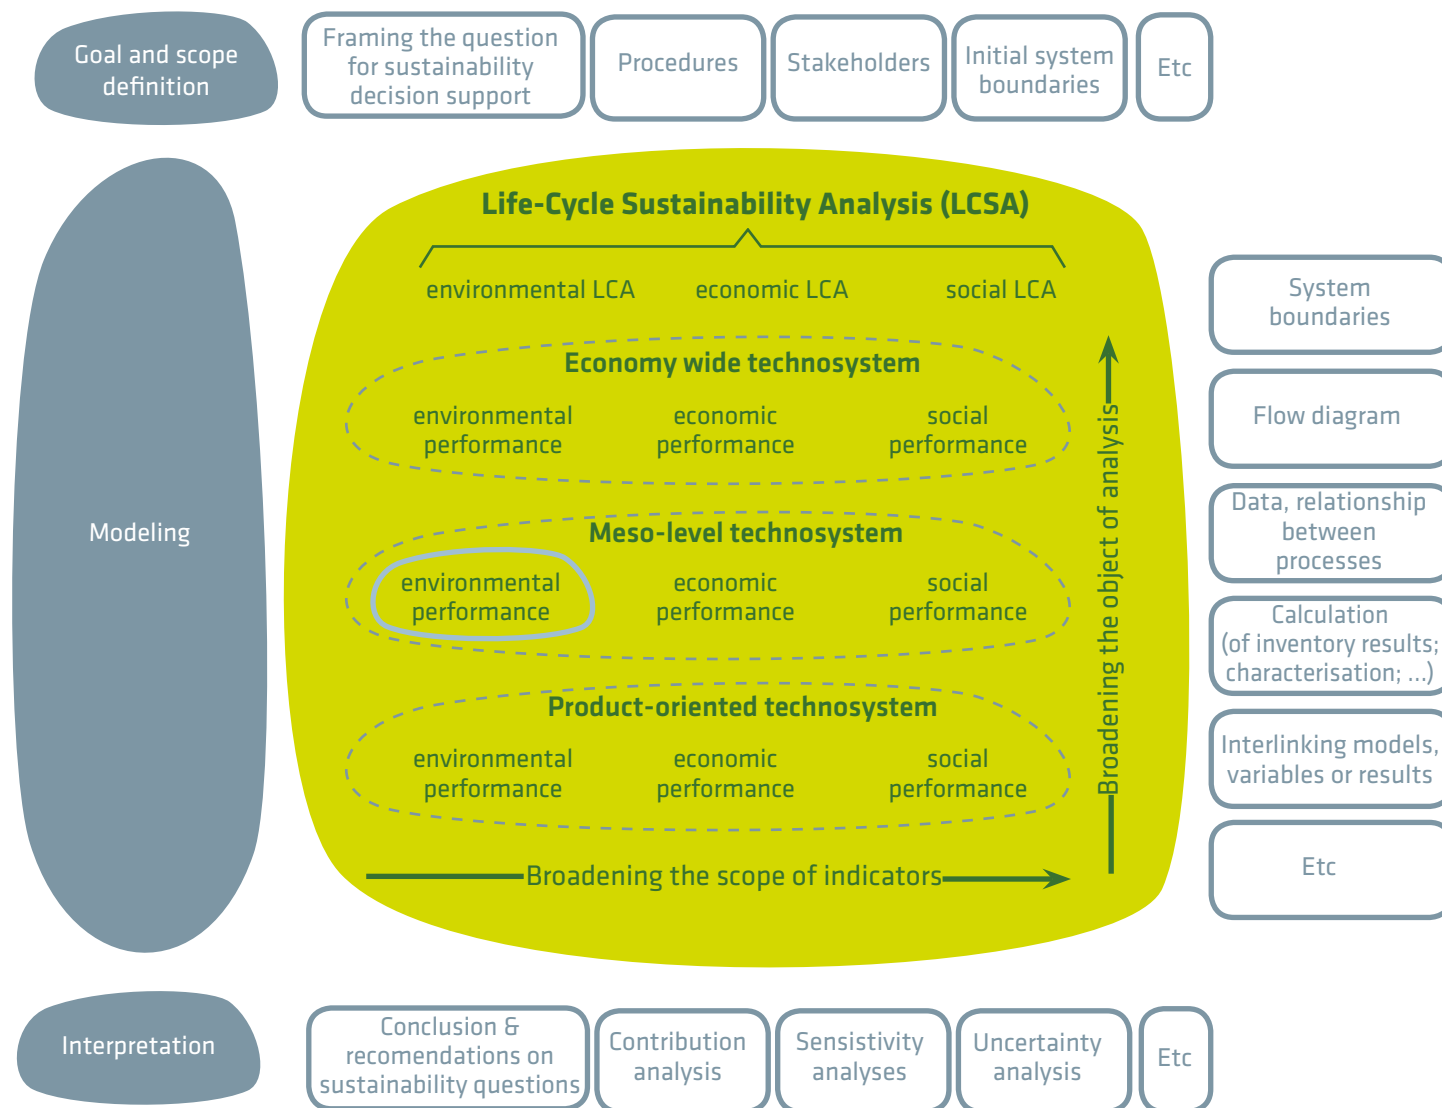 Goal and scope
definition
Framing the question
for sustainability
decision support
Procedures
Stakeholders
Initial system
boundaries
Etc
Modeling
Life-Cycle Sustainability Analysis (LCSA)
environmental LCA
economic LCA
social LCA
Economy wide technosystem
environmental
performance
economic
performance
social
performance
Meso-level technosystem
environmental
performance
economic
performance
social
performance
Product-oriented technosystem
environmental
performance
economic
performance
social
performance
Broadening the scope of indicators
Broadening the object of analysis
System
boundaries
Flow diagram
Data, relationship
between
processes
Calculation
(of inventory results;
characterisation; ...)
Interlinking models,
variables or results
Etc
Interpretation
Conclusion &
recomendations on
sustainability questions
Contribution
analysis
Sensistivity
analyses
Uncertainty
analysis
Etc